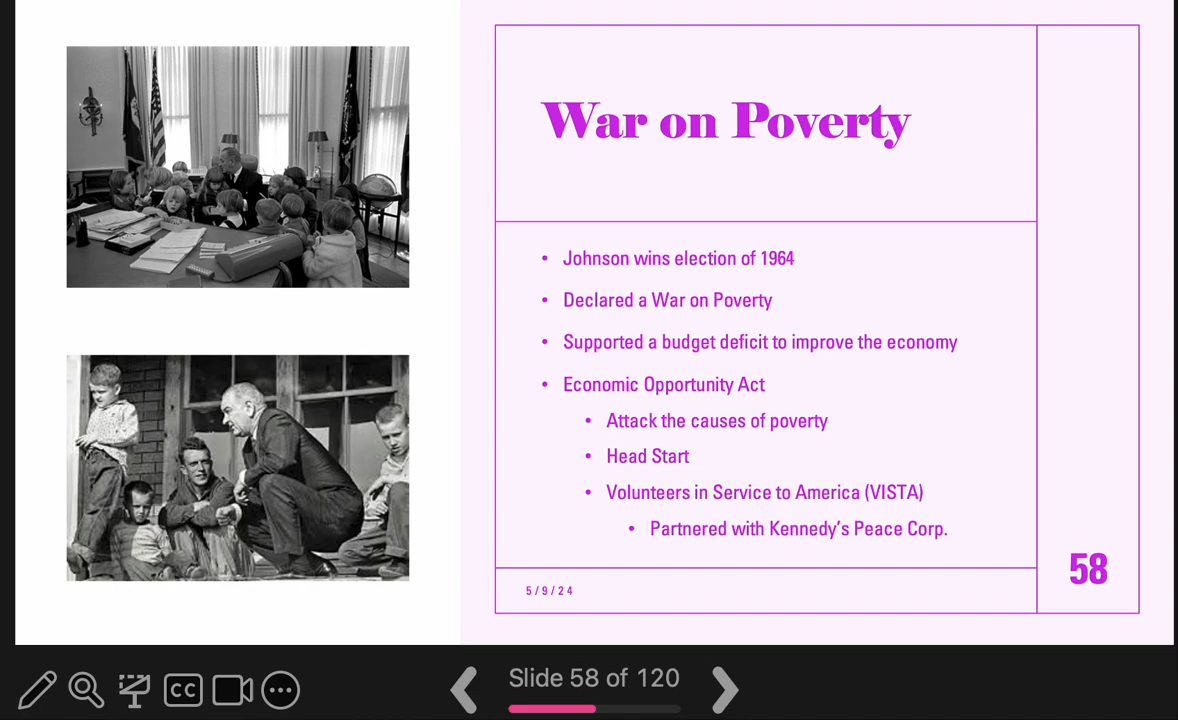 War on Poverty
• Johnson wins election of 1964
• Declared a War on Poverty
• Supported a budget deficit to improve the economy
• Economic Opportunity Act
• Attack the causes of poverty
• Head Start
• Volunteers in Service to America (VISTA)
• Partnered with Kennedy's Peace Corp.
5/9/24
58
CC
Slide 58 of 120